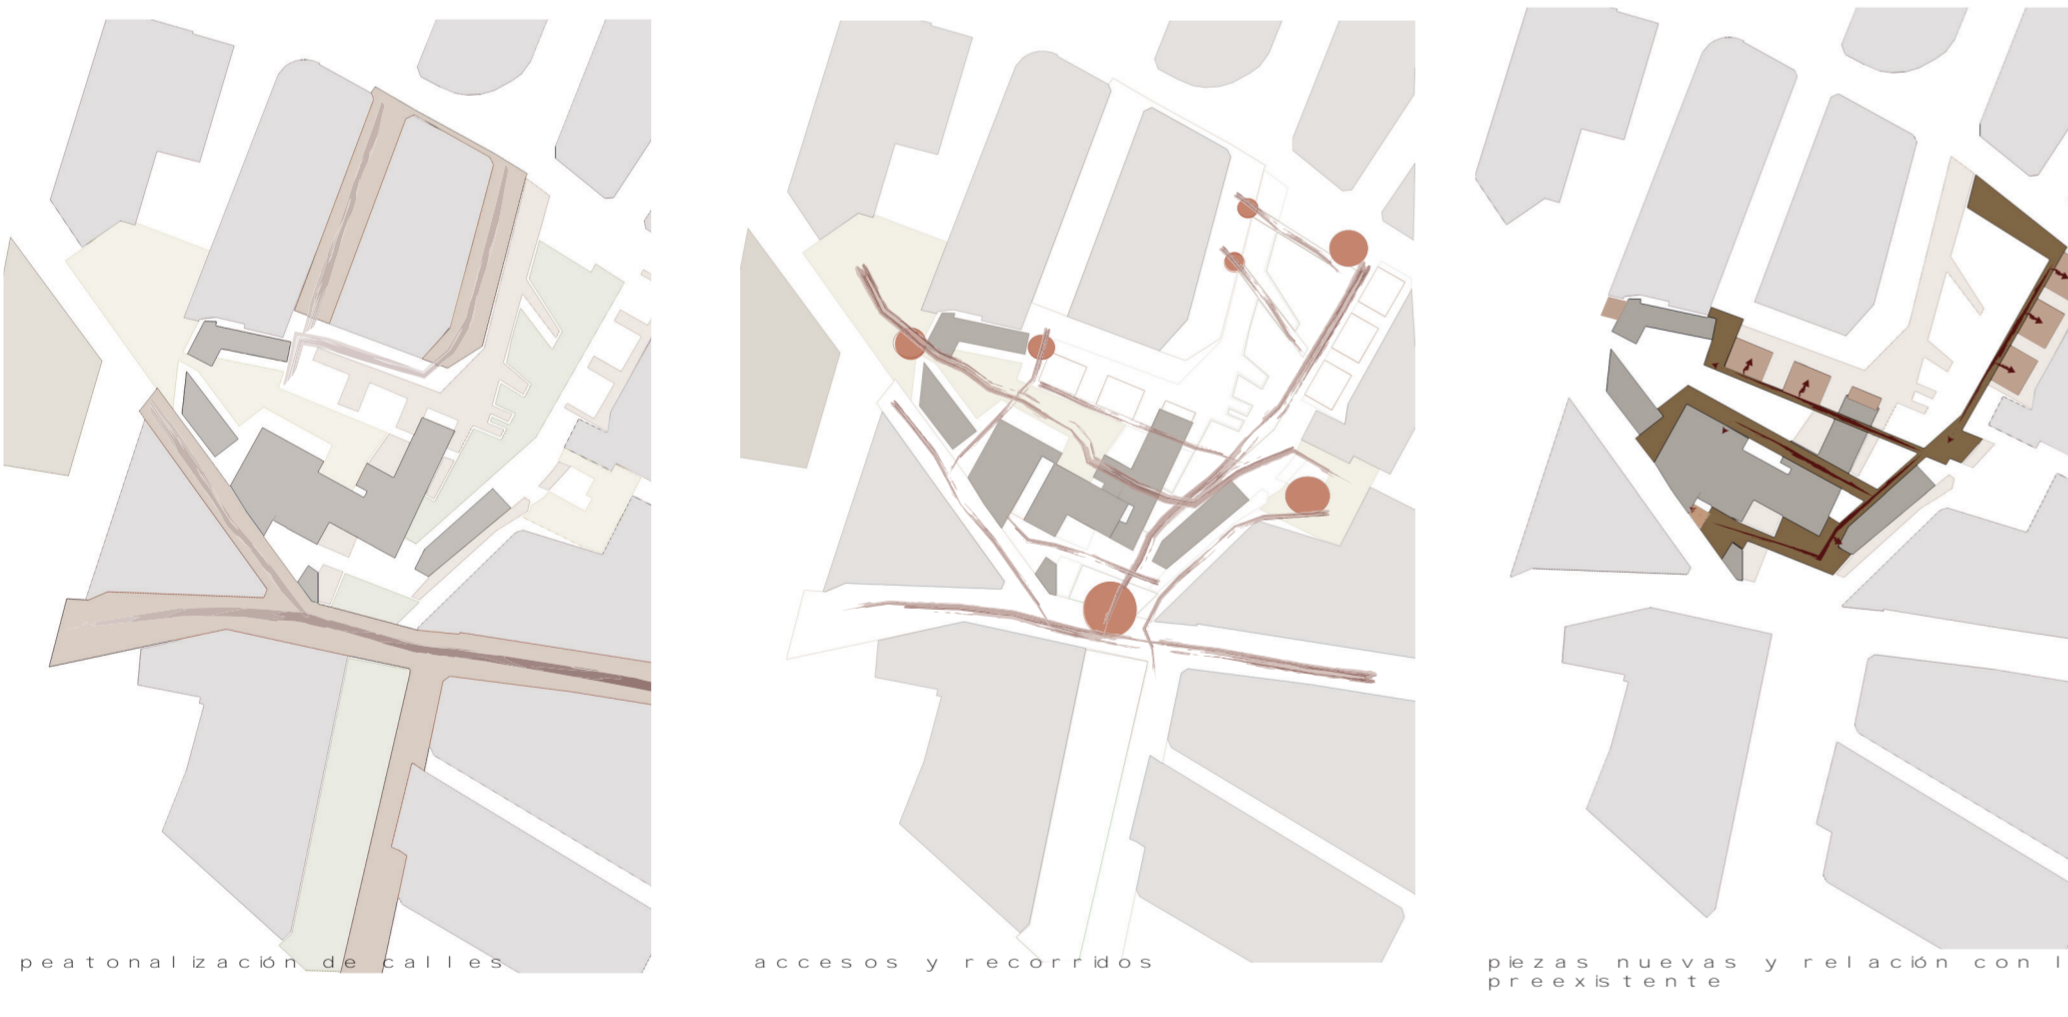 peatonalización de calles
accesos y recorridos
piezas nuevas y relación con l
preexistente